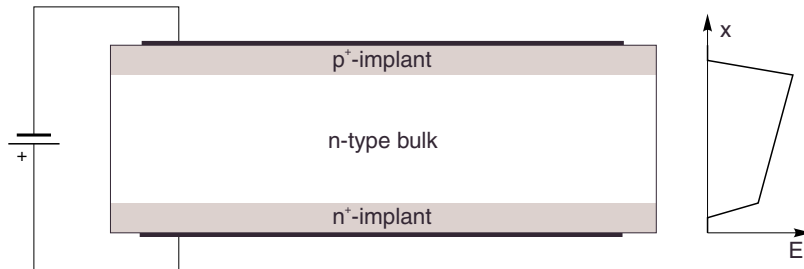 x
p⁺-implant
n-type bulk
+
n⁺-implant
E